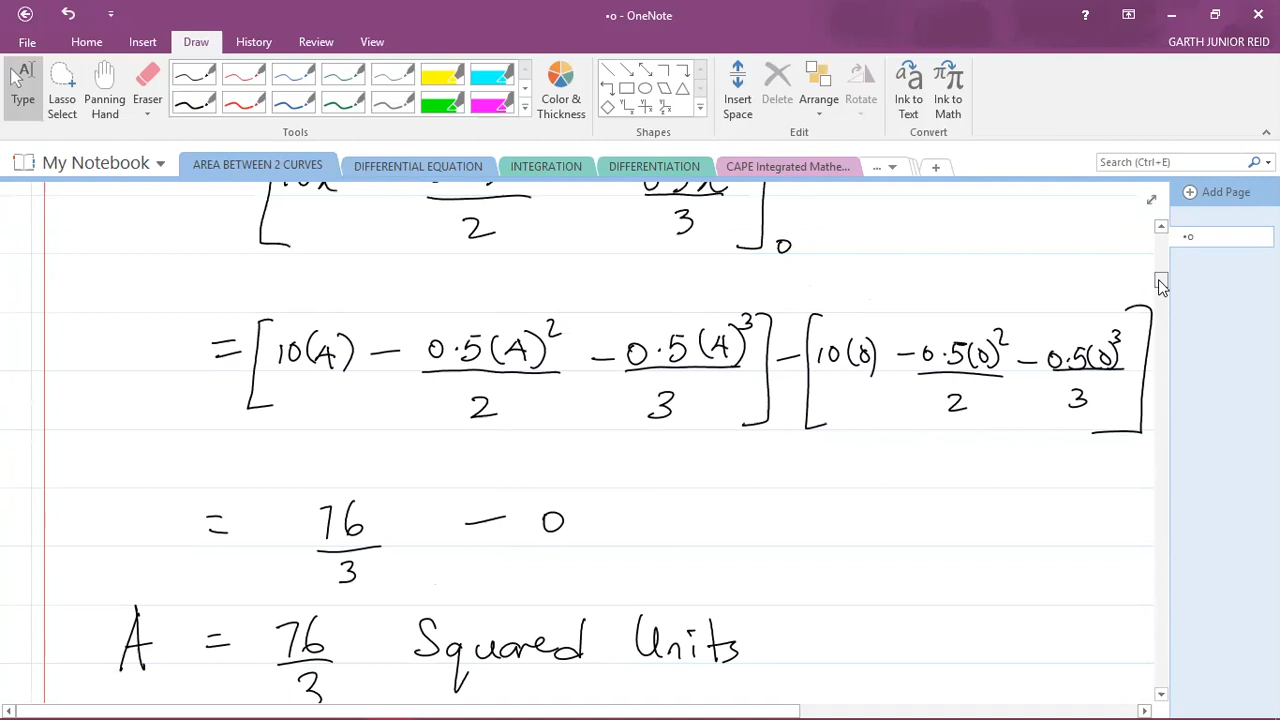 •o - OneNote
?
File Home Insert Draw History Review View GARTH JUNIOR REID
Type Lasso Select Panning Hand Eraser Color & Thickness Insert Space Delete Arrange Rotate Ink to Text Ink to Math
Tools Shapes Edit Convert
My Notebook AREA BETWEEN 2 CURVES DIFFERENTIAL EQUATION INTEGRATION DIFFERENTIATION CAPE Integrated Mathe... ... + Search (Ctrl+E)
Add Page
•o
2 3 ]0
= [10(4) - 0.5(4)^2/2 - 0.5(4)^3/3] - [10(0) - 0.5(0)^2/2 - 0.5(0)^3/3]
= 76/3 - 0
A = 76/3 Squared Units